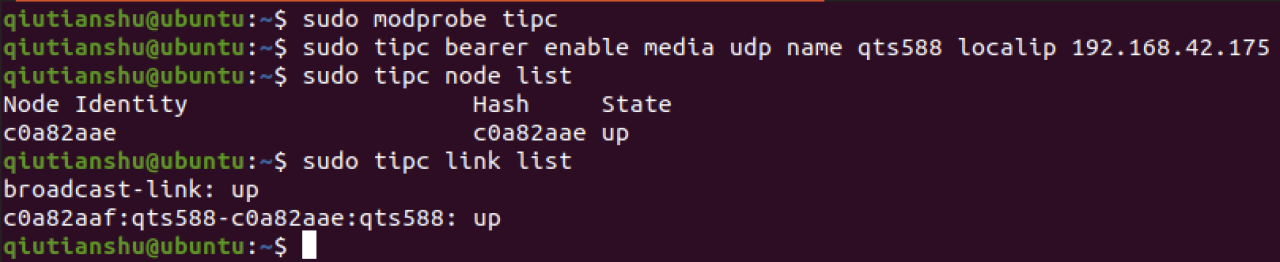 qiutianshu@ubuntu:~$ sudo modprobe tipc
qiutianshu@ubuntu:~$ sudo tipc bearer enable media udp name qts588 localip 192.168.42.175
qiutianshu@ubuntu:~$ sudo tipc node list
Node Identity                    Hash     State
c0a82aae                         c0a82aae up
qiutianshu@ubuntu:~$ sudo tipc link list
broadcast-link: up
c0a82aaf:qts588-c0a82aae:qts588: up
qiutianshu@ubuntu:~$